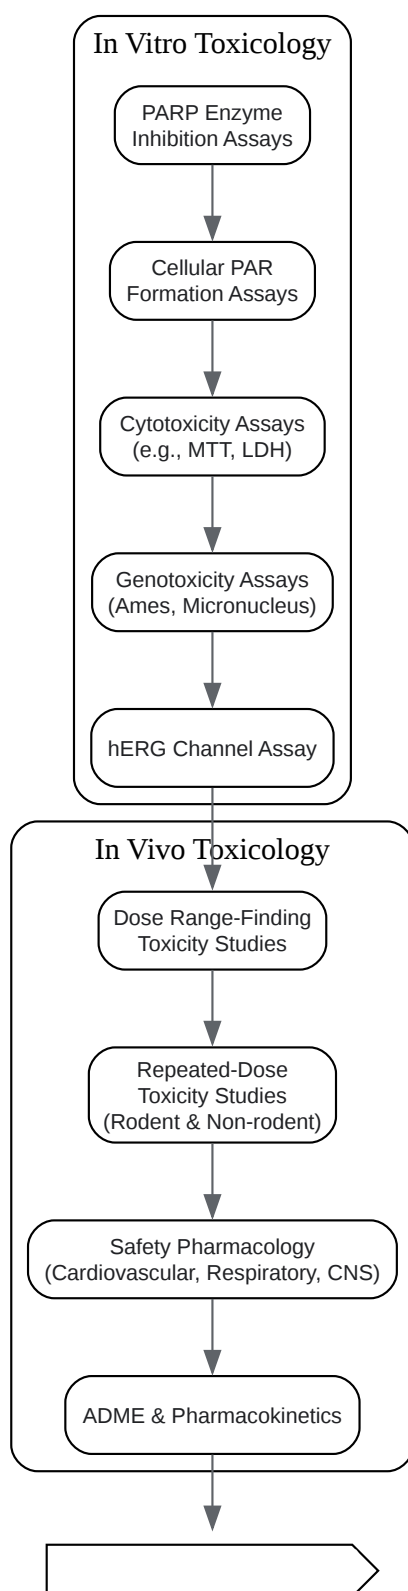 In Vitro Toxicology
PARP Enzyme
Inhibition Assays
Cellular PAR
Formation Assays
Cytotoxicity Assays
(e.g., MTT, LDH)
Genotoxicity Assays
(Ames, Micronucleus)
hERG Channel Assay
In Vivo Toxicology
Dose Range-Finding
Toxicity Studies
Repeated-Dose
Toxicity Studies
(Rodent & Non-rodent)
Safety Pharmacology
(Cardiovascular, Respiratory, CNS)
ADME & Pharmacokinetics